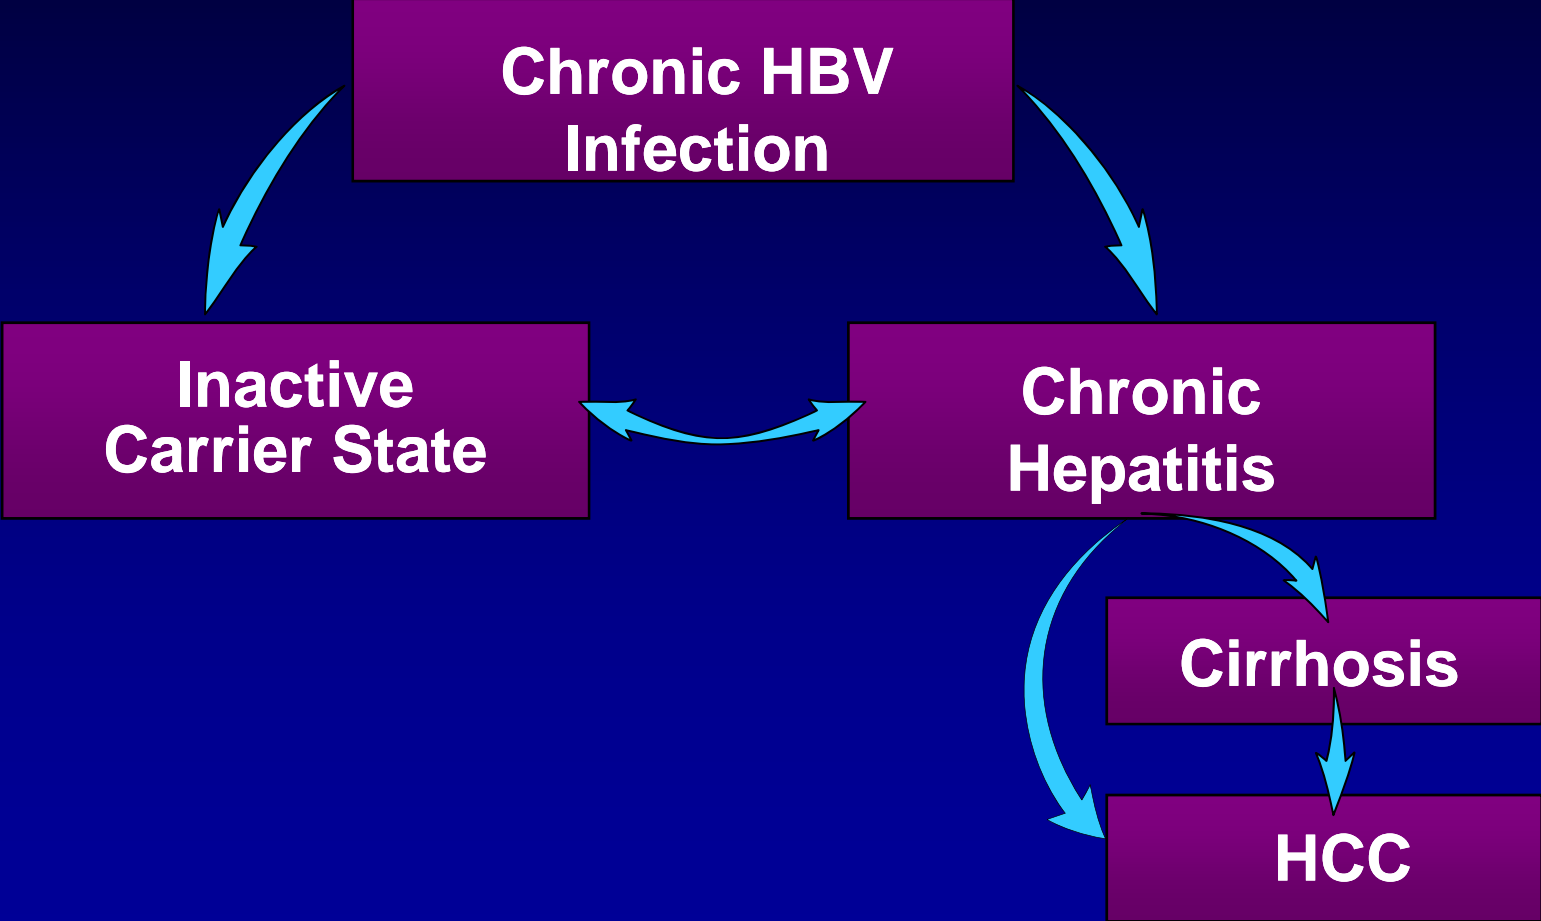 Chronic HBV
Infection
Inactive
Carrier State
Chronic
Hepatitis
Cirrhosis
HCC